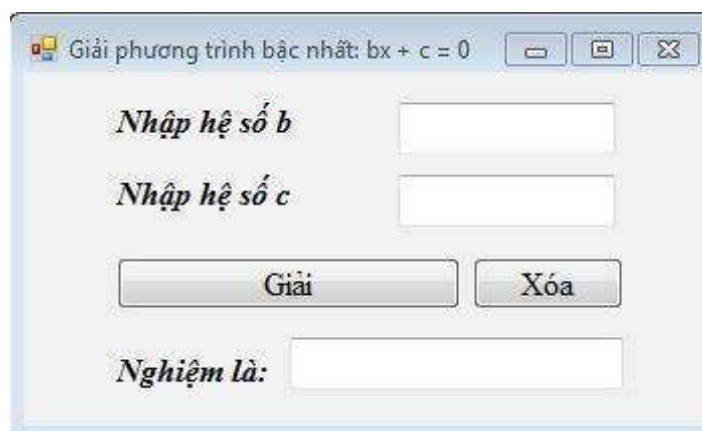 Giải phương trình bậc nhất: bx + c = 0
Nhập hệ số b
Nhập hệ số c
Giải Xóa
Nghiệm là: